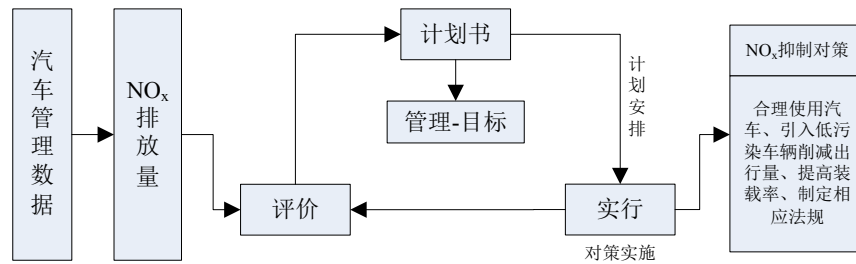 汽车管理数据
NOx排放量
计划书
管理-目标
评价
计划安排
实行
对策实施
NOx抑制对策
合理使用汽
车、引入低污
染车辆削减出
行量、提高装
载率、制定相
应法规